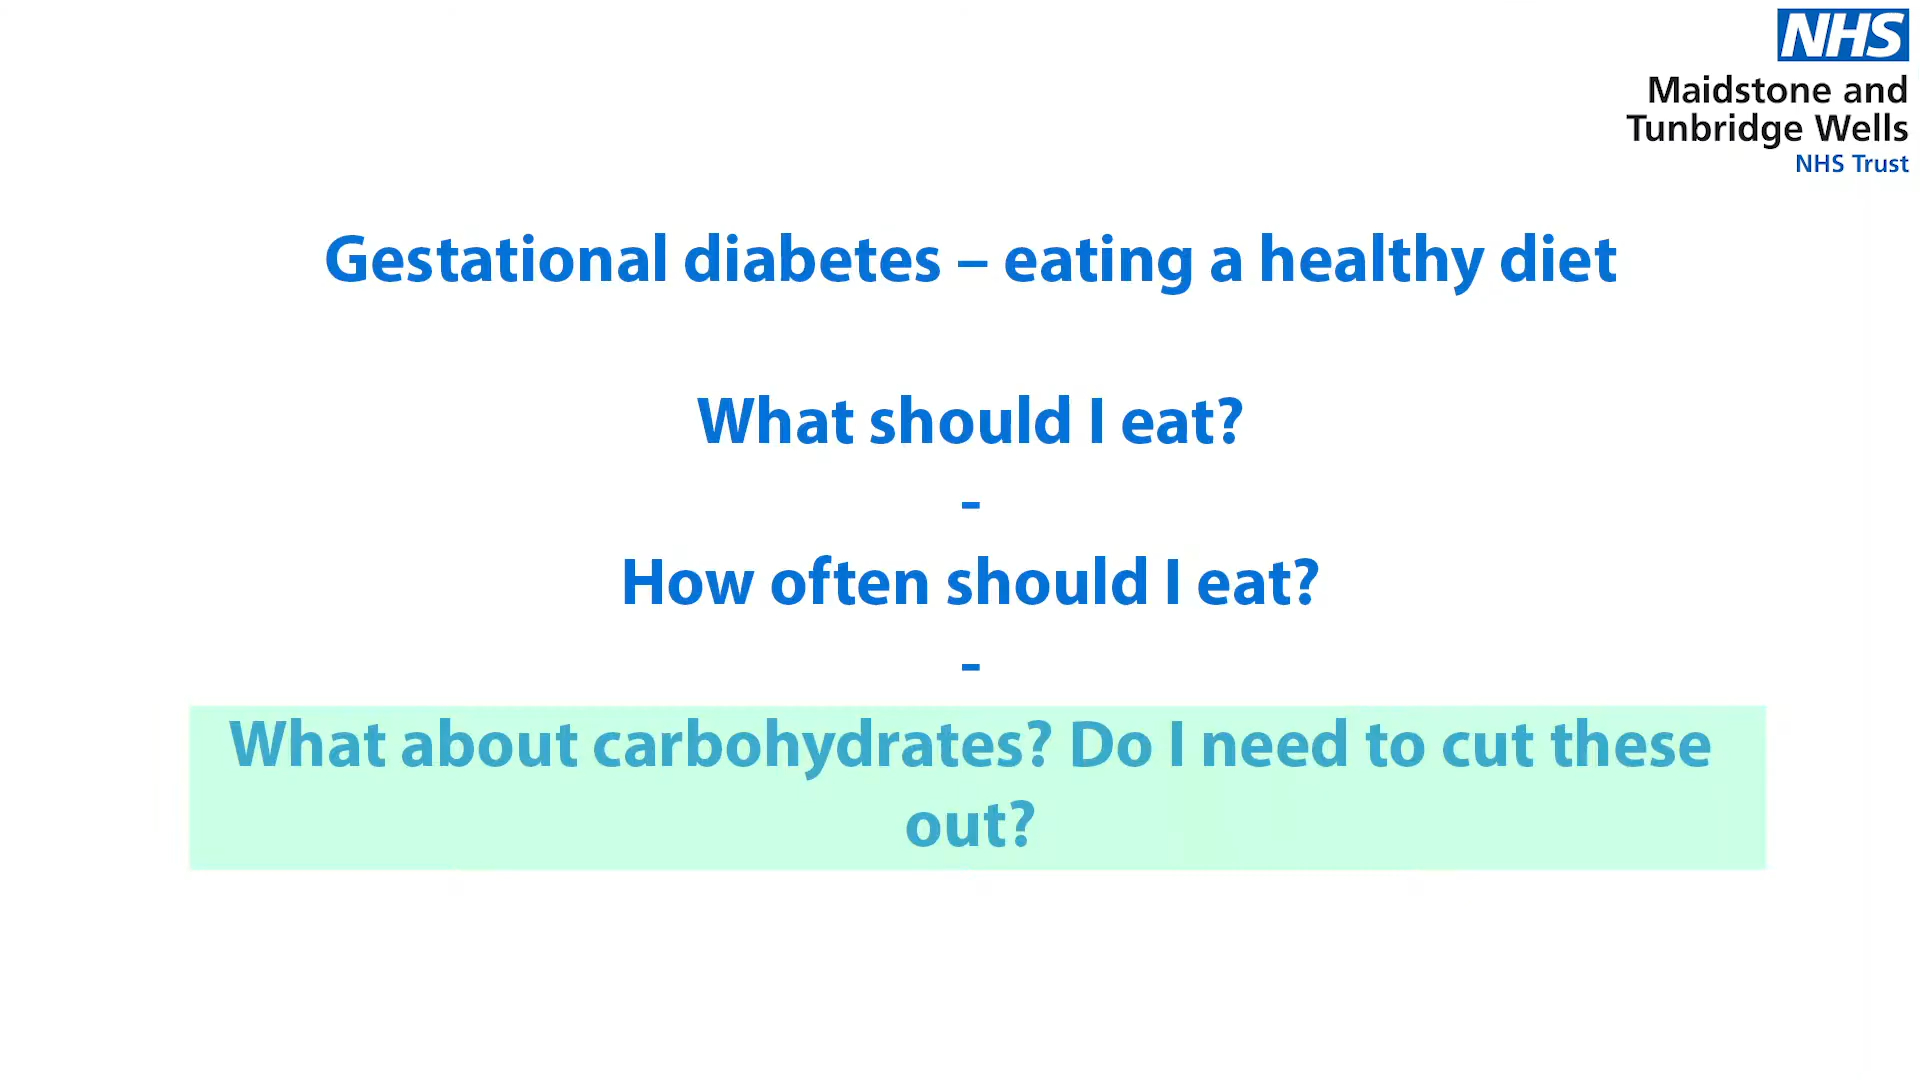 NHS
Maidstone and
Tunbridge Wells
NHS Trust
Gestational diabetes – eating a healthy diet
What should I eat?
-
How often should I eat?
-
What about carbohydrates? Do I need to cut these
out?